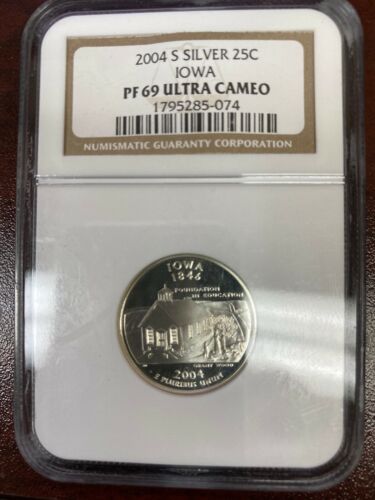 2004 S SILVER 25C
IOWA
PF 69 ULTRA CAMEO
1795285-074
NUMISMATIC GUARANTY CORPORATION
IOWA
1846
FOUNDATION
IN EDUCATION
GRANT WOOD
2004
E PLURIBUS UNUM